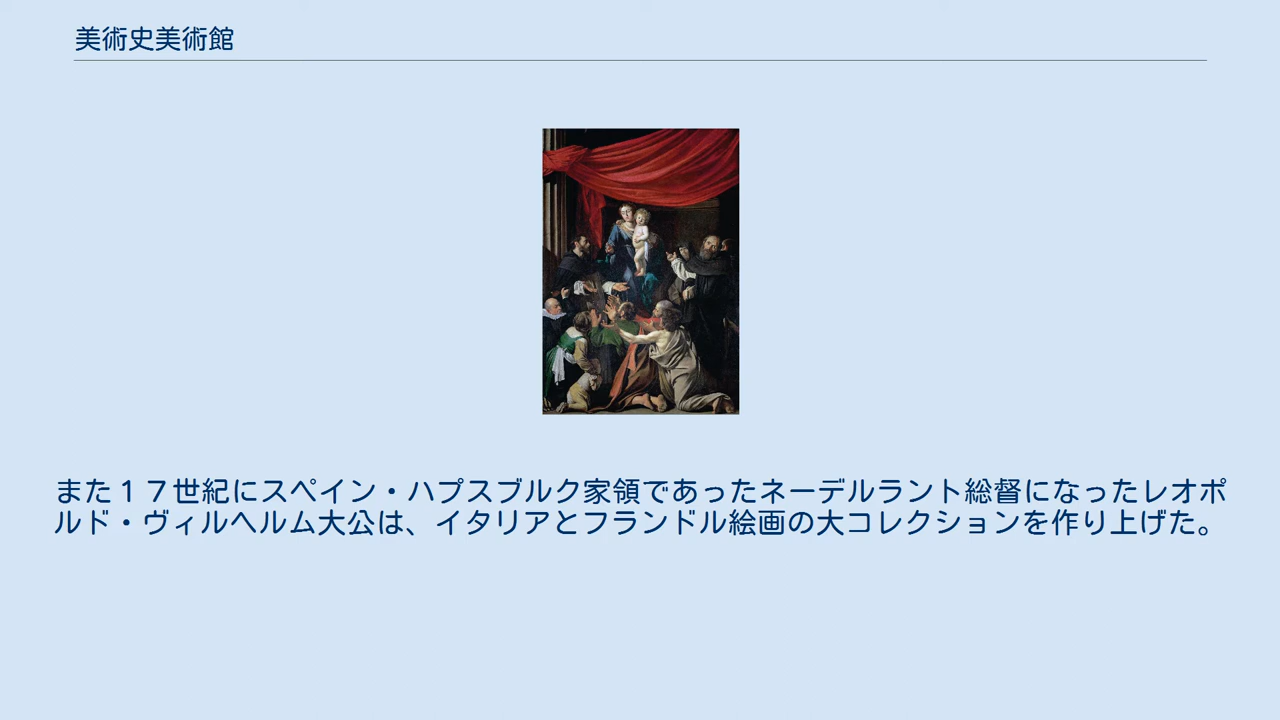 美術史美術館
また１７世紀にスペイン・ハプスブルク家領であったネーデルラント総督になったレオポ
ルド・ヴィルヘルム大公は、イタリアとフランドル絵画の大コレクションを作り上げた。